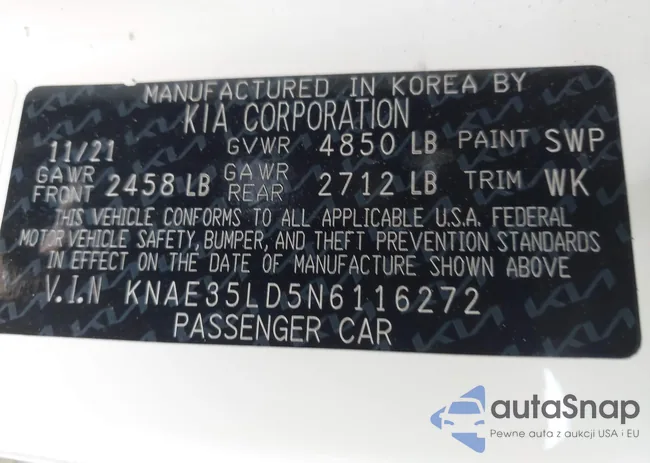 MANUFACTURED IN KOREA BY
KIA CORPORATION
11/21 GVWR 4850 LB PAINT SWP
GAWR FRONT 2458 LB GAWR REAR 2712 LB TRIM WK
THIS VEHICLE CONFORMS TO ALL APPLICABLE U.S.A. FEDERAL
MOTOR VEHICLE SAFETY, BUMPER, AND THEFT PREVENTION STANDARDS
IN EFFECT ON THE DATE OF MANUFACTURE SHOWN ABOVE
V.I.N KNAE35LD5N6116272
PASSENGER CAR
autaSnap
Pewne auta z aukcji USA i EU